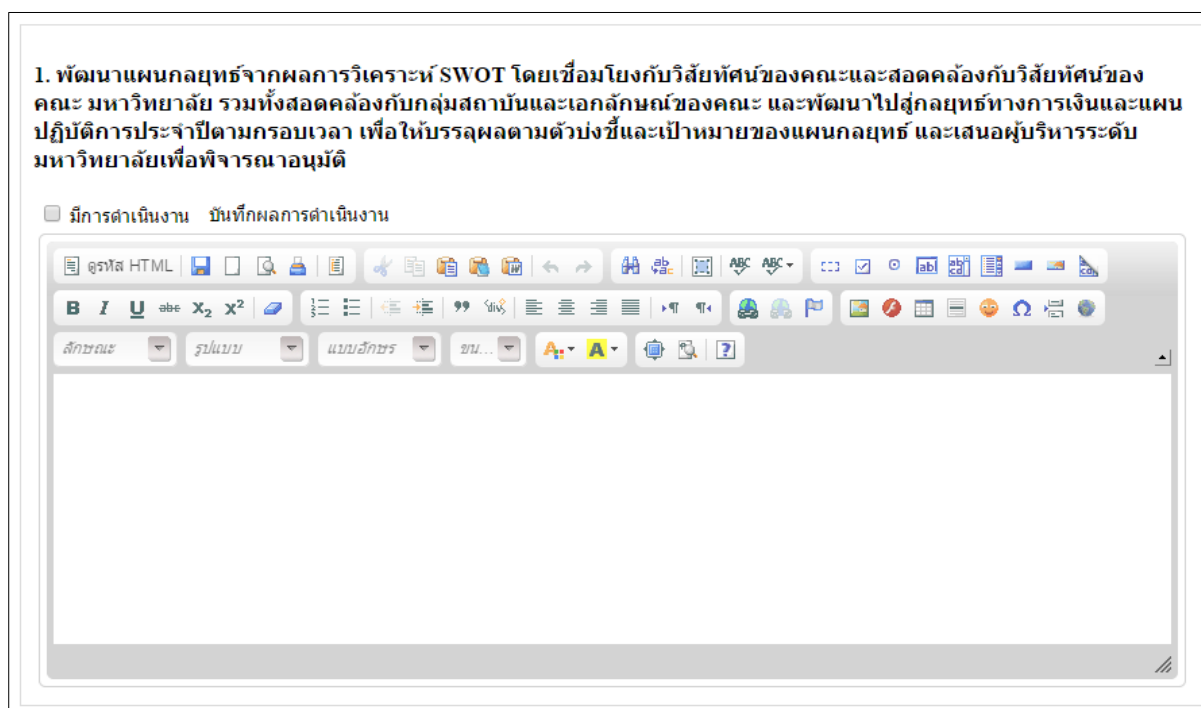 1. พัฒนาแผนกลยุทธ์จากผลการวิเคราะห์ SWOT โดยเชื่อมโยงกับวิสัยทัศน์ของคณะและสอดคล้องกับวิสัยทัศน์ของ
คณะ มหาวิทยาลัย รวมทั้งสอดคล้องกับกลุ่มสถาบันและเอกลักษณ์ของคณะ และพัฒนาไปสู่กลยุทธ์ทางการเงินและแผน
ปฏิบัติการประจำปีตามกรอบเวลา เพื่อให้บรรลุผลตามตัวบ่งชี้และเป้าหมายของแผนกลยุทธ์ และเสนอผู้บริหารระดับ
มหาวิทยาลัยเพื่อพิจารณาอนุมัติ
มีการดำเนินงาน บันทึกผลการดำเนินงาน
ดูรหัส HTML
B I U abc X₂ X²
ลักษณะ รูปแบบ แบบอักษร ขน...